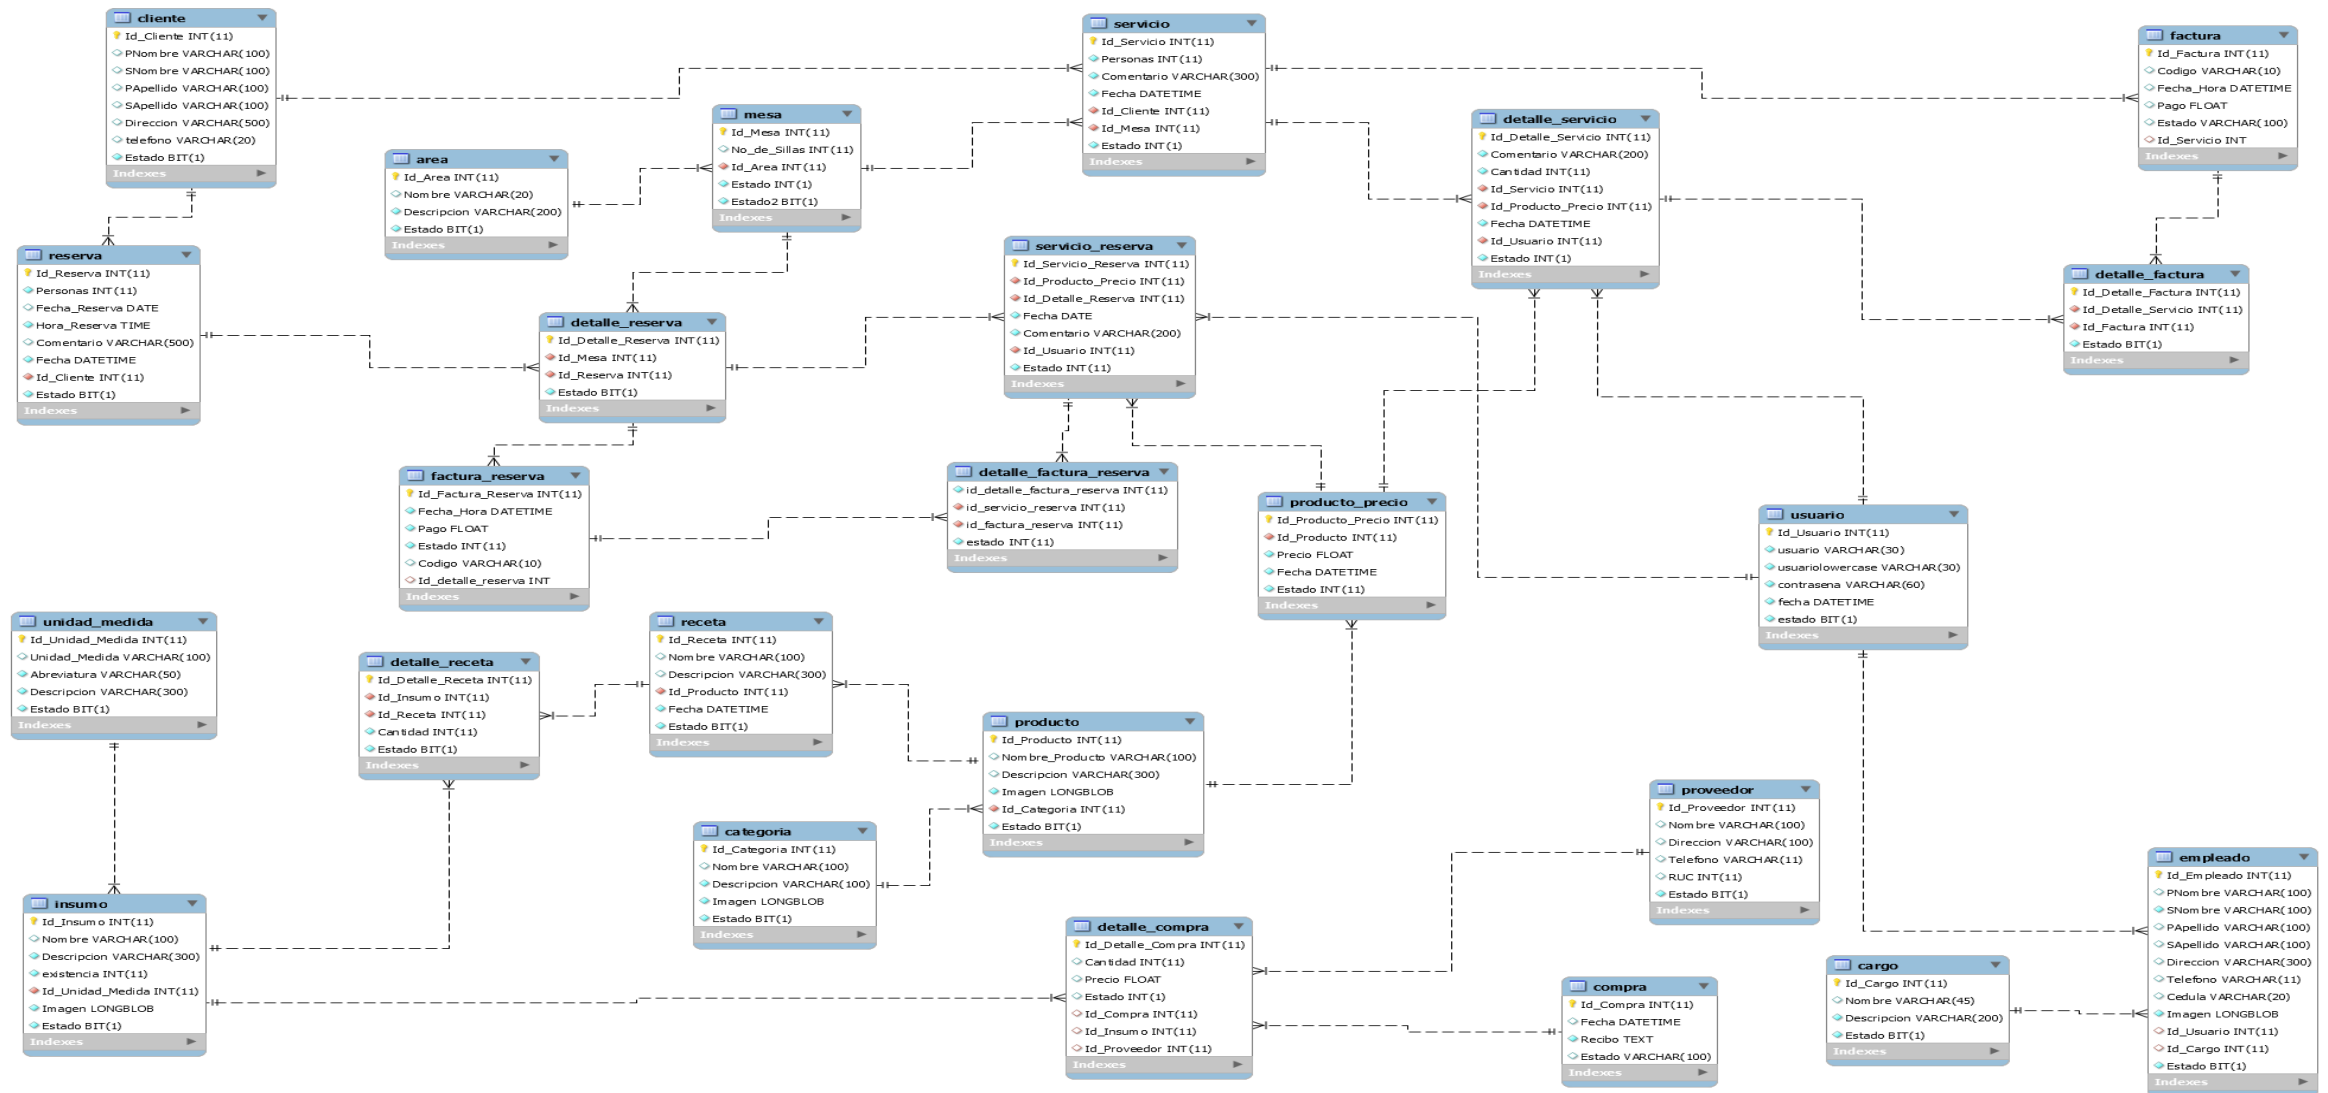 cliente
Id_Cliente INT(11)
PNombre VARCHAR(100)
SNombre VARCHAR(100)
PApellido VARCHAR(100)
SApellido VARCHAR(100)
Direccion VARCHAR(500)
telefono VARCHAR(20)
Estado BIT(1)
Indexes
servicio
Id_Servicio INT(11)
Personas INT(11)
Comentario VARCHAR(300)
Fecha DATETIME
Id_Cliente INT(11)
Id_Mesa INT(11)
Estado INT(1)
Indexes
factura
Id_Factura INT(11)
Codigo VARCHAR(10)
Fecha_Hora DATETIME
Pago FLOAT
Estado VARCHAR(100)
Id_Servicio INT
Indexes
mesa
Id_Mesa INT(11)
No_de_Sillas INT(11)
Id_Area INT(11)
Estado INT(1)
Estado2 BIT(1)
Indexes
detalle_servicio
Id_Detalle_Servicio INT(11)
Comentario VARCHAR(200)
Cantidad INT(11)
Id_Servicio INT(11)
Id_Producto_Precio INT(11)
Fecha DATETIME
Id_Usuario INT(11)
Estado INT(1)
Indexes
area
Id_Area INT(11)
Nombre VARCHAR(20)
Descripcion VARCHAR(200)
Estado BIT(1)
Indexes
reserva
Id_Reserva INT(11)
Personas INT(11)
Fecha_Reserva DATE
Hora_Reserva TIME
Comentario VARCHAR(500)
Fecha DATETIME
Id_Cliente INT(11)
Estado BIT(1)
Indexes
servicio_reserva
Id_Servicio_Reserva INT(11)
Id_Producto_Precio INT(11)
Id_Detalle_Reserva INT(11)
Fecha DATE
Comentario VARCHAR(200)
Id_Usuario INT(11)
Estado INT(11)
Indexes
detalle_factura
Id_Detalle_Factura INT(11)
Id_Detalle_Servicio INT(11)
Id_Factura INT(11)
Estado BIT(1)
Indexes
detalle_reserva
Id_Detalle_Reserva INT(11)
Id_Mesa INT(11)
Id_Reserva INT(11)
Estado BIT(1)
Indexes
factura_reserva
Id_Factura_Reserva INT(11)
Fecha_Hora DATETIME
Pago FLOAT
Estado INT(11)
Codigo VARCHAR(10)
Id_detalle_reserva INT
Indexes
detalle_factura_reserva
id_detalle_factura_reserva INT(11)
id_servicio_reserva INT(11)
id_factura_reserva INT(11)
estado INT(11)
Indexes
producto_precio
Id_Producto_Precio INT(11)
Id_Producto INT(11)
Precio FLOAT
Fecha DATETIME
Estado INT(11)
Indexes
usuario
Id_Usuario INT(11)
usuario VARCHAR(30)
usuariolowercase VARCHAR(30)
contrasena VARCHAR(60)
fecha DATETIME
estado BIT(1)
Indexes
unidad_medida
Id_Unidad_Medida INT(11)
Unidad_Medida VARCHAR(100)
Abreviatura VARCHAR(50)
Descripcion VARCHAR(300)
Estado BIT(1)
Indexes
detalle_receta
Id_Detalle_Receta INT(11)
Id_Insumo INT(11)
Id_Receta INT(11)
Cantidad INT(11)
Estado BIT(1)
Indexes
receta
Id_Receta INT(11)
Nombre VARCHAR(100)
Descripcion VARCHAR(300)
Id_Producto INT(11)
Fecha DATETIME
Estado BIT(1)
Indexes
producto
Id_Producto INT(11)
Nombre_Producto VARCHAR(100)
Descripcion VARCHAR(300)
Imagen LONGBLOB
Id_Categoria INT(11)
Estado BIT(1)
Indexes
proveedor
Id_Proveedor INT(11)
Nombre VARCHAR(100)
Direccion VARCHAR(100)
Telefono VARCHAR(11)
RUC INT(11)
Estado BIT(1)
Indexes
categoria
Id_Categoria INT(11)
Nombre VARCHAR(100)
Descripcion VARCHAR(100)
Imagen LONGBLOB
Estado BIT(1)
Indexes
empleado
Id_Empleado INT(11)
PNombre VARCHAR(100)
SNombre VARCHAR(100)
PApellido VARCHAR(100)
SApellido VARCHAR(100)
Direccion VARCHAR(300)
Telefono VARCHAR(11)
Cedula VARCHAR(20)
Imagen LONGBLOB
Id_Usuario INT(11)
Id_Cargo INT(11)
Estado BIT(1)
Indexes
insumo
Id_Insumo INT(11)
Nombre VARCHAR(100)
Descripcion VARCHAR(300)
existencia INT(11)
Id_Unidad_Medida INT(11)
Imagen LONGBLOB
Estado BIT(1)
Indexes
detalle_compra
Id_Detalle_Compra INT(11)
Cantidad INT(11)
Precio FLOAT
Estado INT(1)
Id_Compra INT(11)
Id_Insumo INT(11)
Id_Proveedor INT(11)
Indexes
compra
Id_Compra INT(11)
Fecha DATETIME
Recibo TEXT
Estado VARCHAR(100)
Indexes
cargo
Id_Cargo INT(11)
Nombre VARCHAR(45)
Descripcion VARCHAR(200)
Estado BIT(1)
Indexes